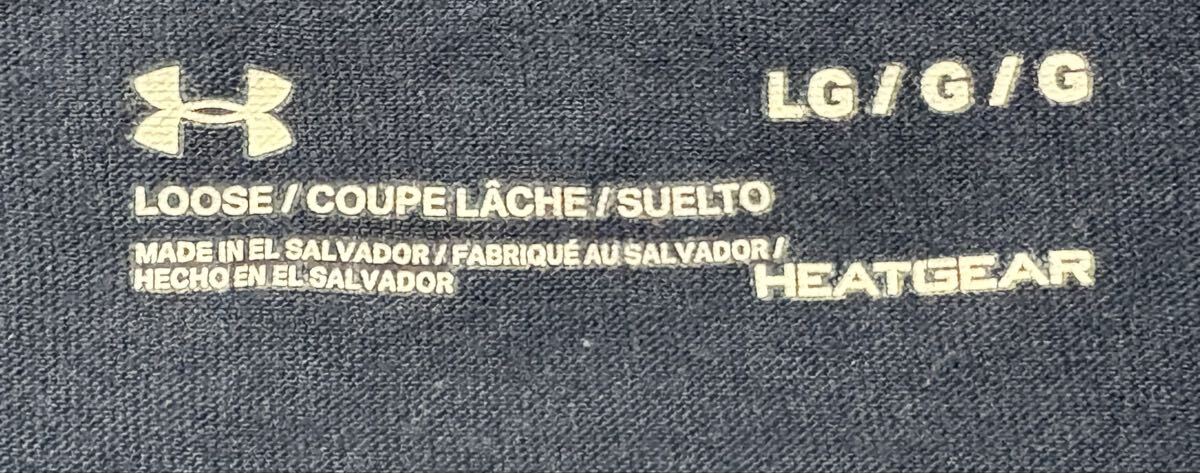 LG / G / G
LOOSE / COUPE LÂCHE / SUELTO
MADE IN EL SALVADOR / FABRIQUÉ AU SALVADOR /
HECHO EN EL SALVADOR
HEATGEAR